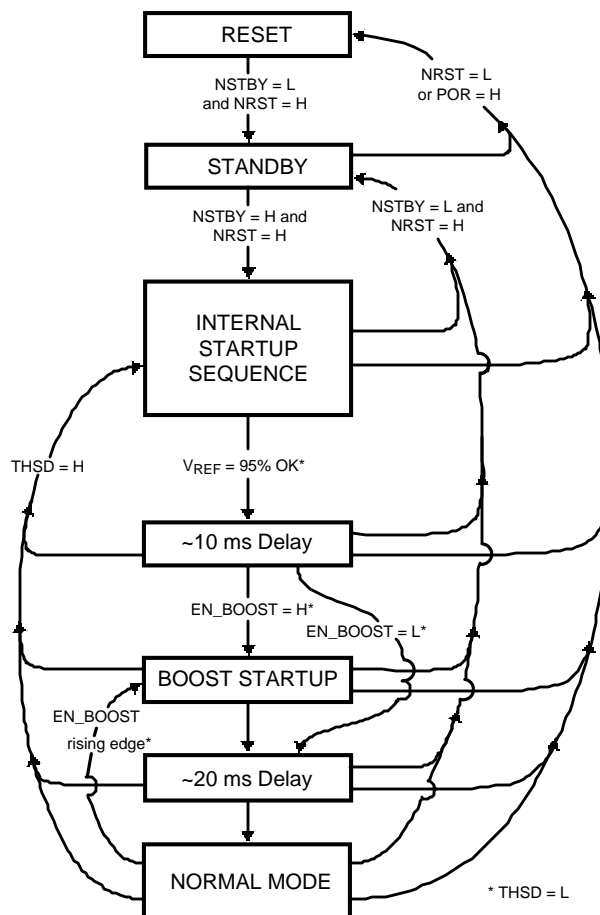 RESET
NSTBY = L
and NRST = H
NRST = L
or POR = H
STANDBY
NSTBY = H and
NRST = H
NSTBY = L and
NRST = H
INTERNAL
STARTUP
SEQUENCE
THSD = H
VREF = 95% OK*
~10 ms Delay
EN_BOOST = H*
EN_BOOST = L*
BOOST STARTUP
EN_BOOST
rising edge*
~20 ms Delay
NORMAL MODE
* THSD = L